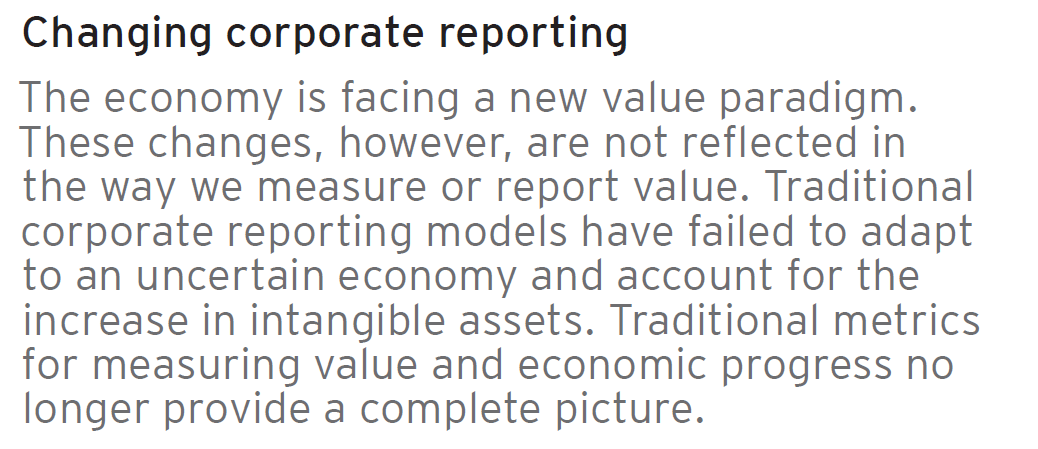 Changing corporate reporting
The economy is facing a new value paradigm.
These changes, however, are not reflected in
the way we measure or report value. Traditional
corporate reporting models have failed to adapt
to an uncertain economy and account for the
increase in intangible assets. Traditional metrics
for measuring value and economic progress no
longer provide a complete picture.